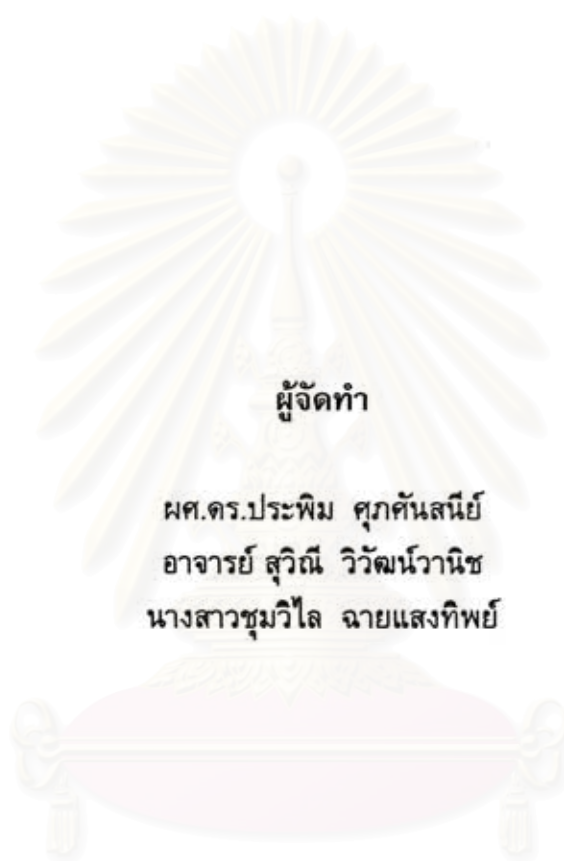 ผู้จัดทำ
ผศ.ดร.ประพิม ศุภศันสนีย์
อาจารย์ สุวิณี วิวัฒน์วานิช
นางสาวชุมวิไล ฉายแสงทิพย์